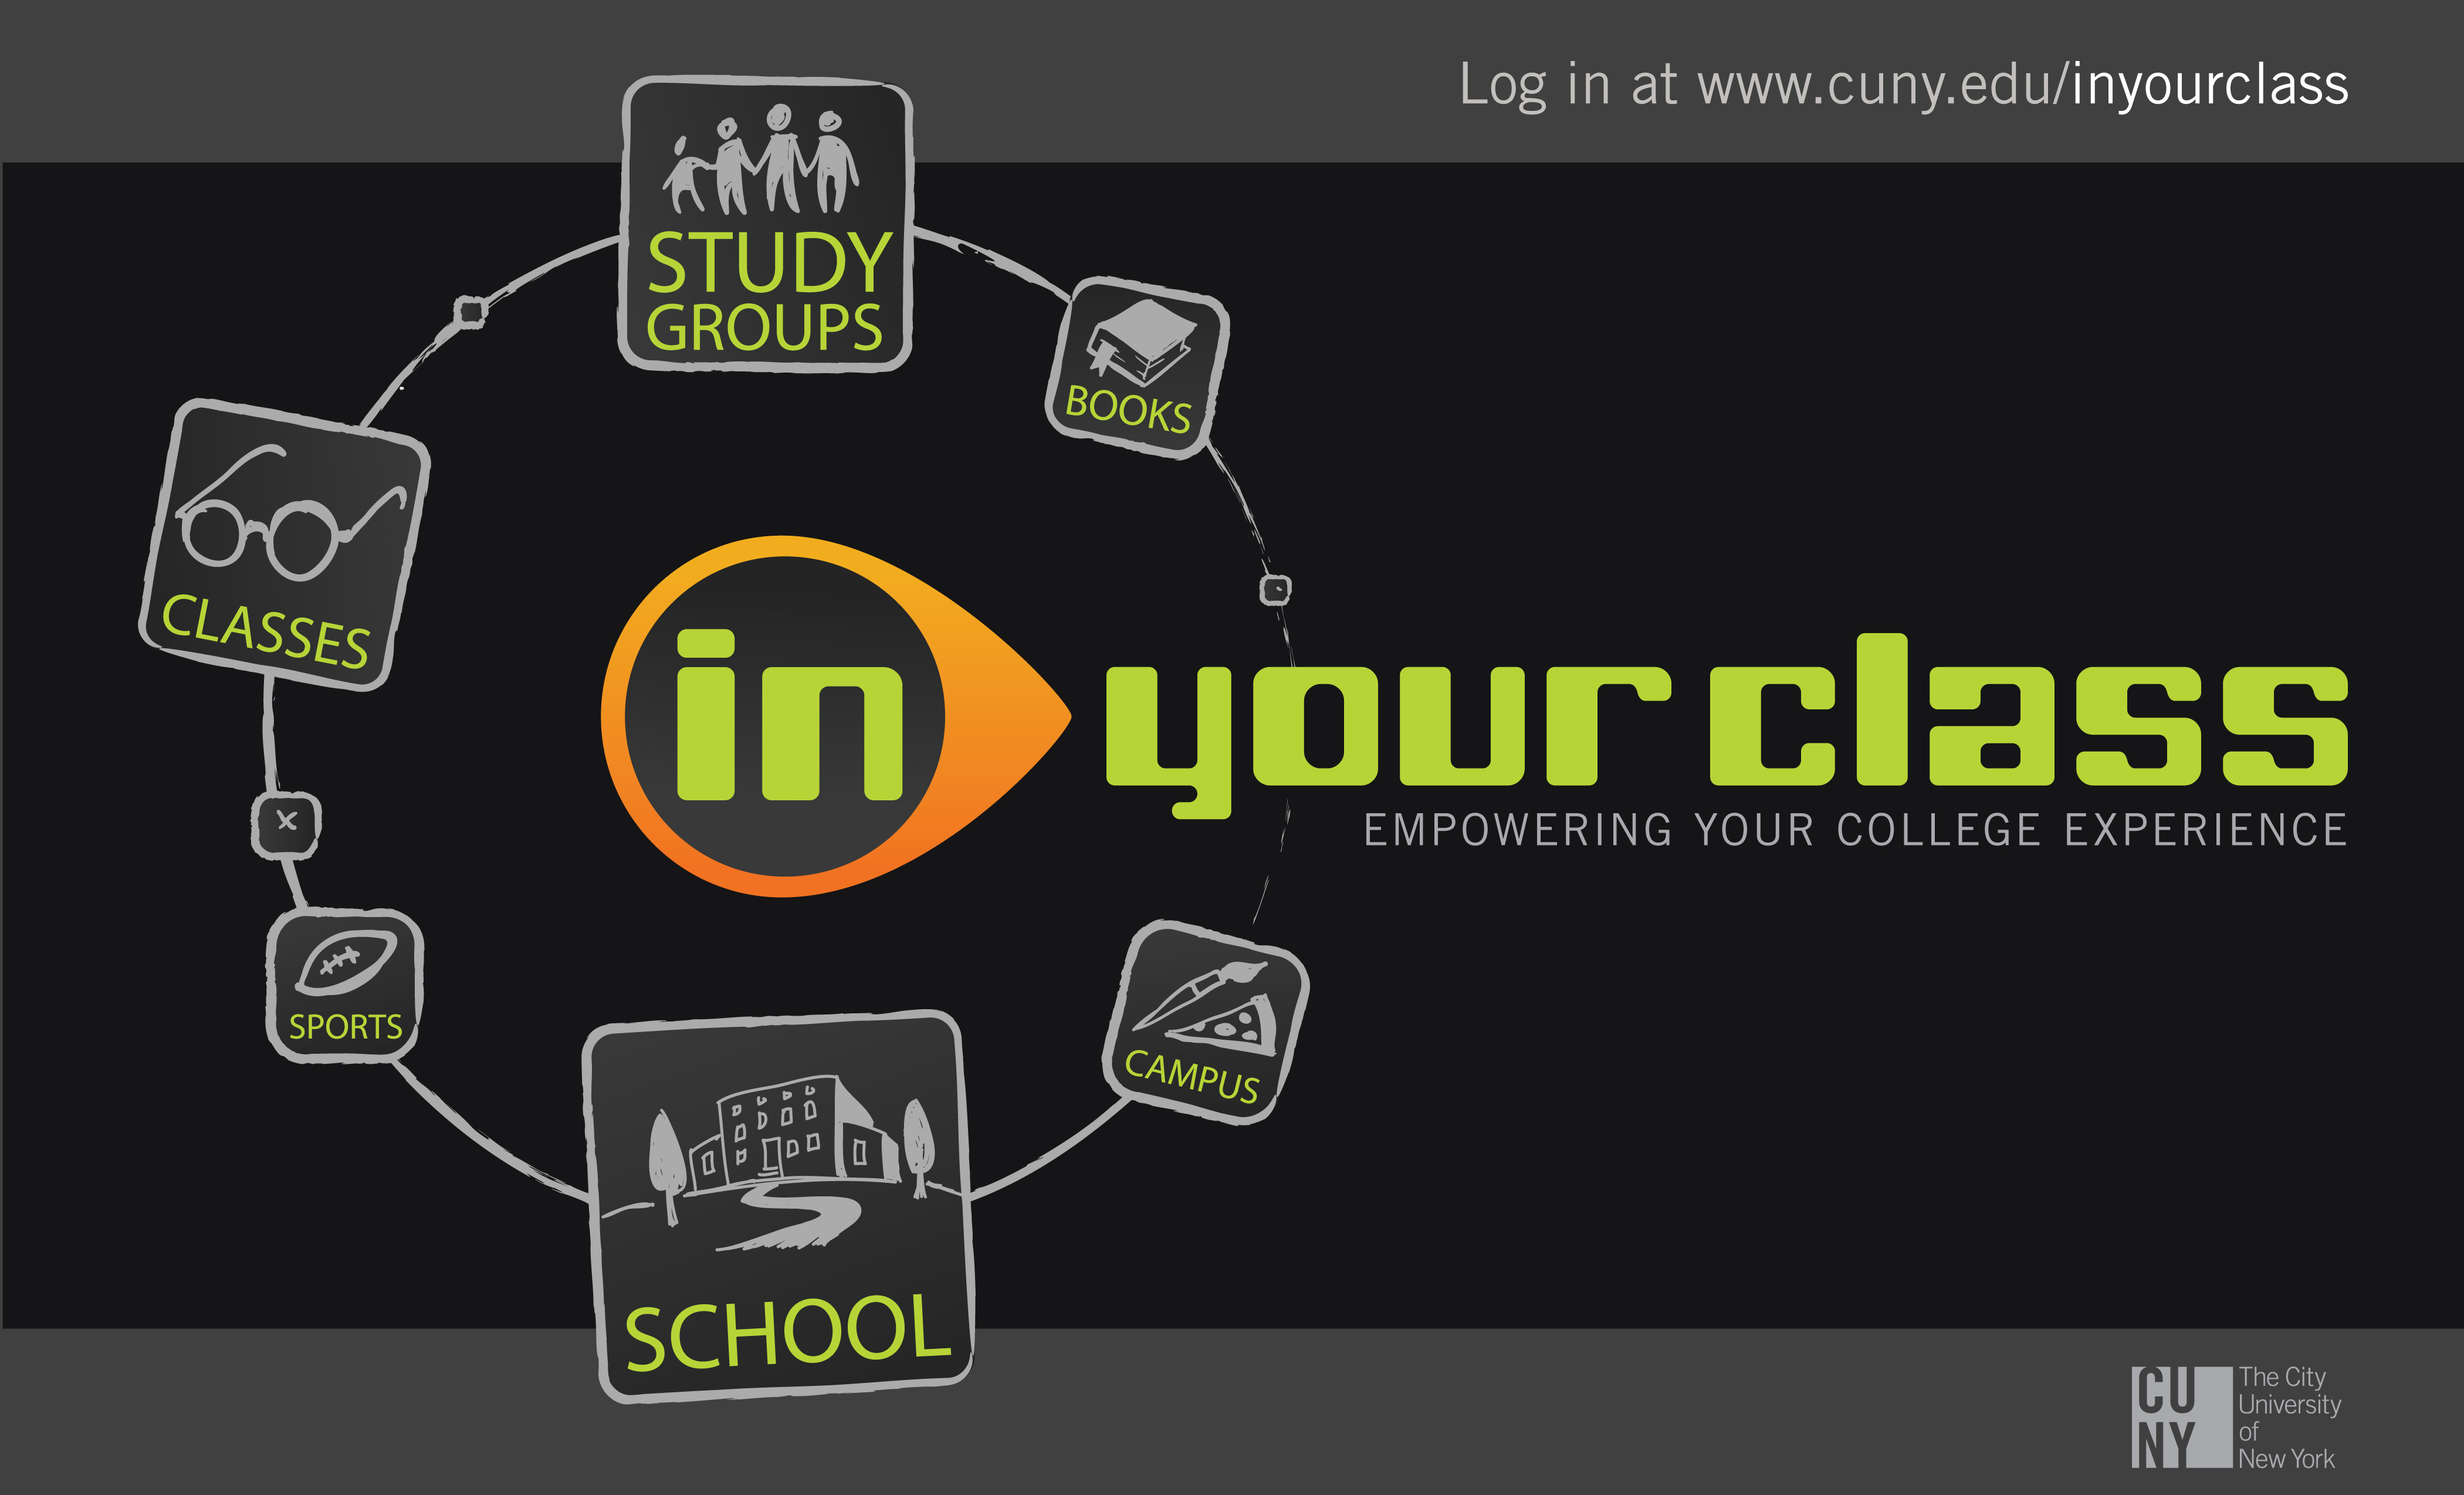 Log in at www.cuny.edu/inyourclass
STUDY
GROUPS
BOOKS
CLASSES
in your class
EMPOWERING YOUR COLLEGE EXPERIENCE
x
SPORTS
CAMPUS
SCHOOL
CU
NY
The City
University
of
New York